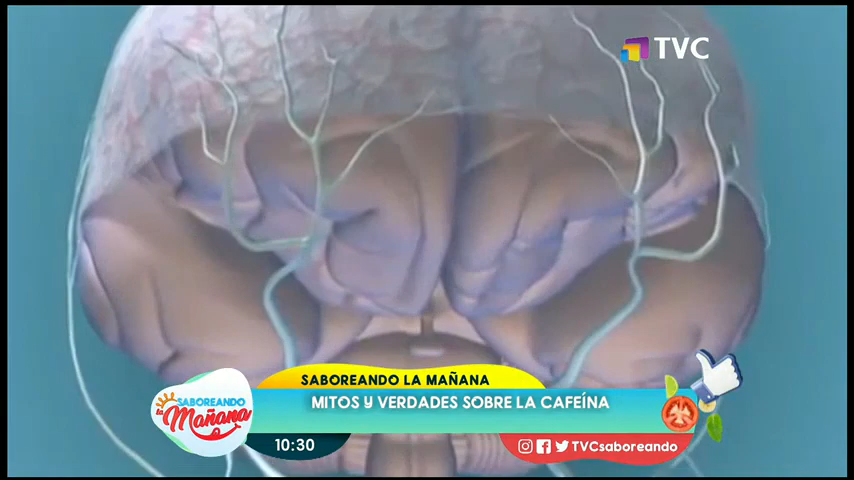 TVC
SABOREANDO LA MAÑANA
SABOREANDO
la Mañana
MITOS Y VERDADES SOBRE LA CAFEÍNA
10:30
TVCsaboreando